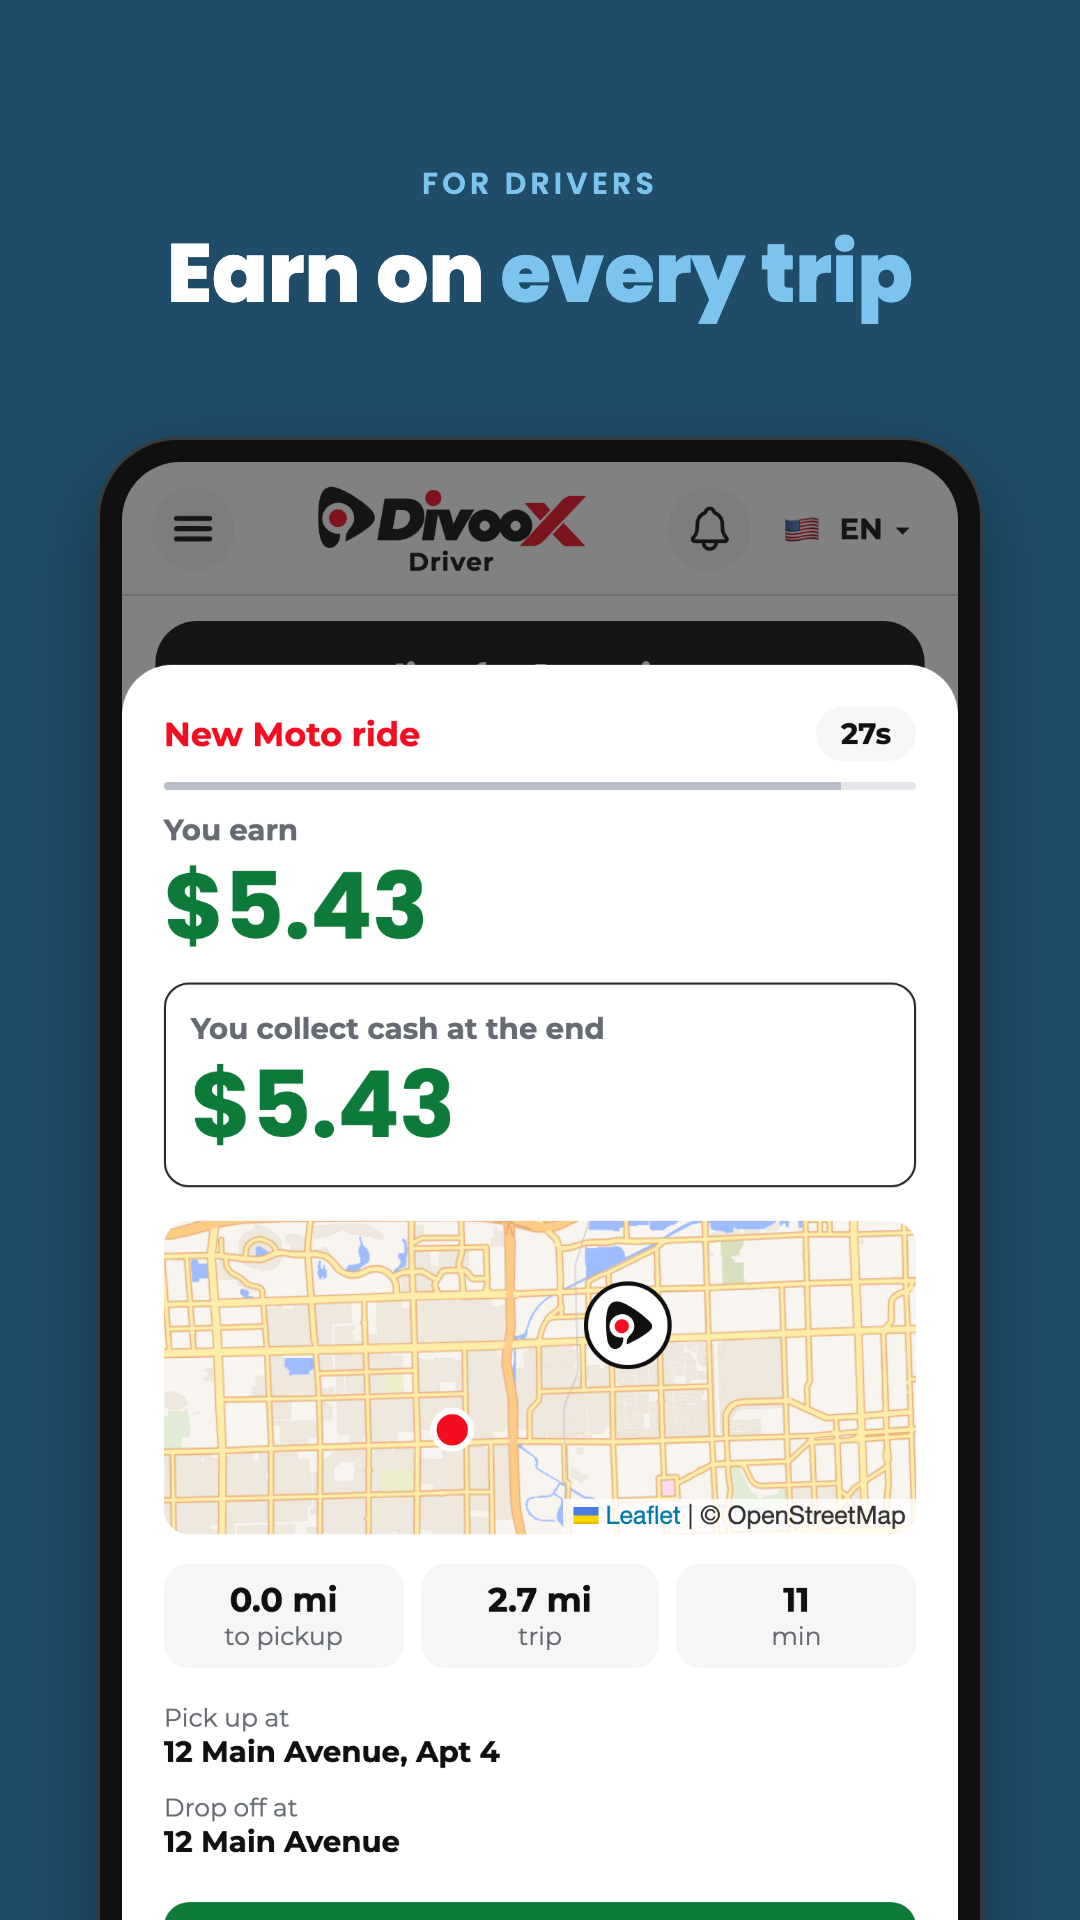 FOR DRIVERS
Earn on every trip
DivooX
Driver
EN
New Moto ride
27s
You earn
$5.43
You collect cash at the end
$5.43
Leaflet | © OpenStreetMap
0.0 mi
to pickup
2.7 mi
trip
11
min
Pick up at
12 Main Avenue, Apt 4
Drop off at
12 Main Avenue